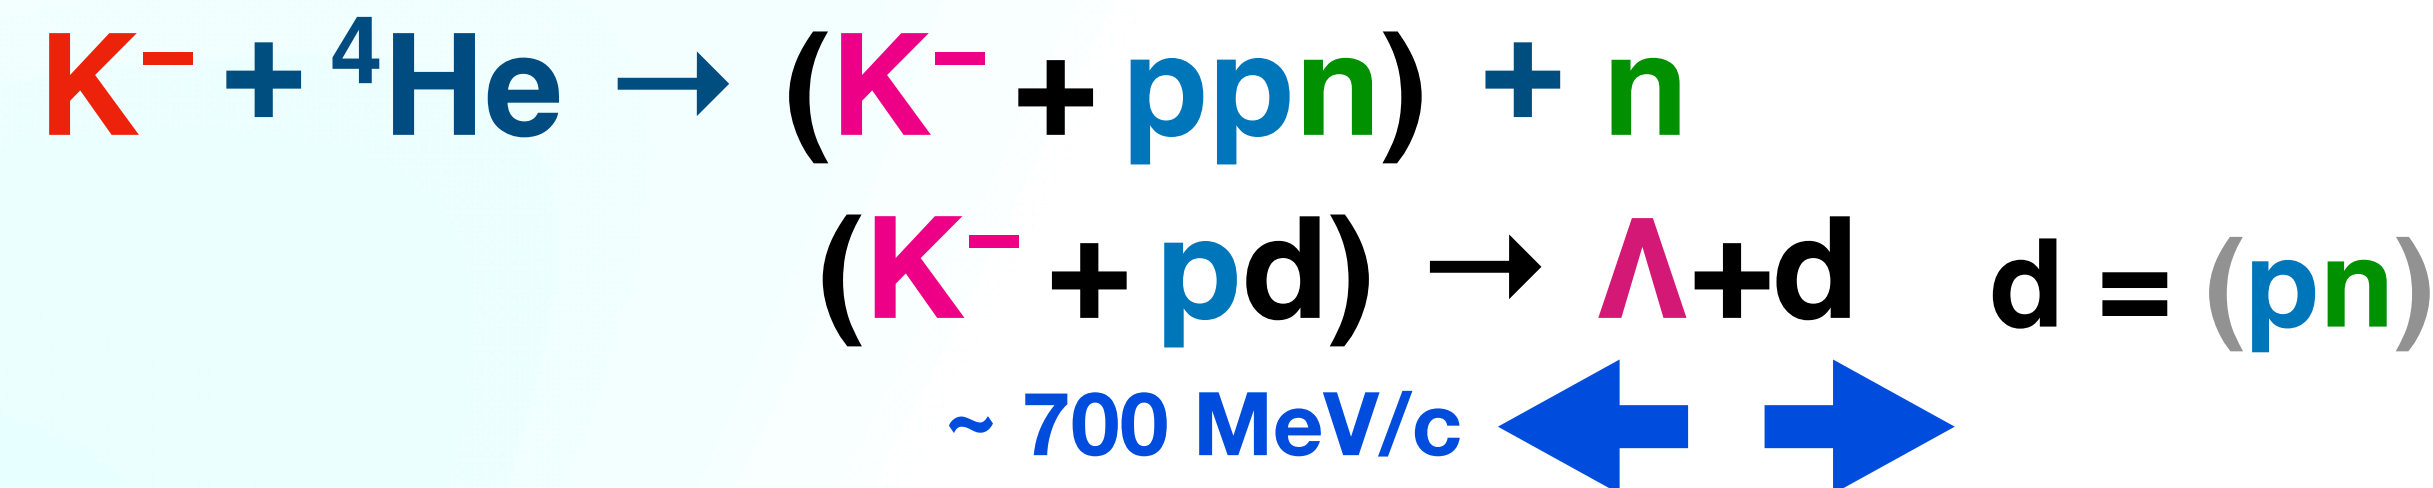 K⁻ + ⁴He → (K⁻ + ppn) + n
(K⁻ + pd) → Λ+d d = (pn)
~ 700 MeV/c